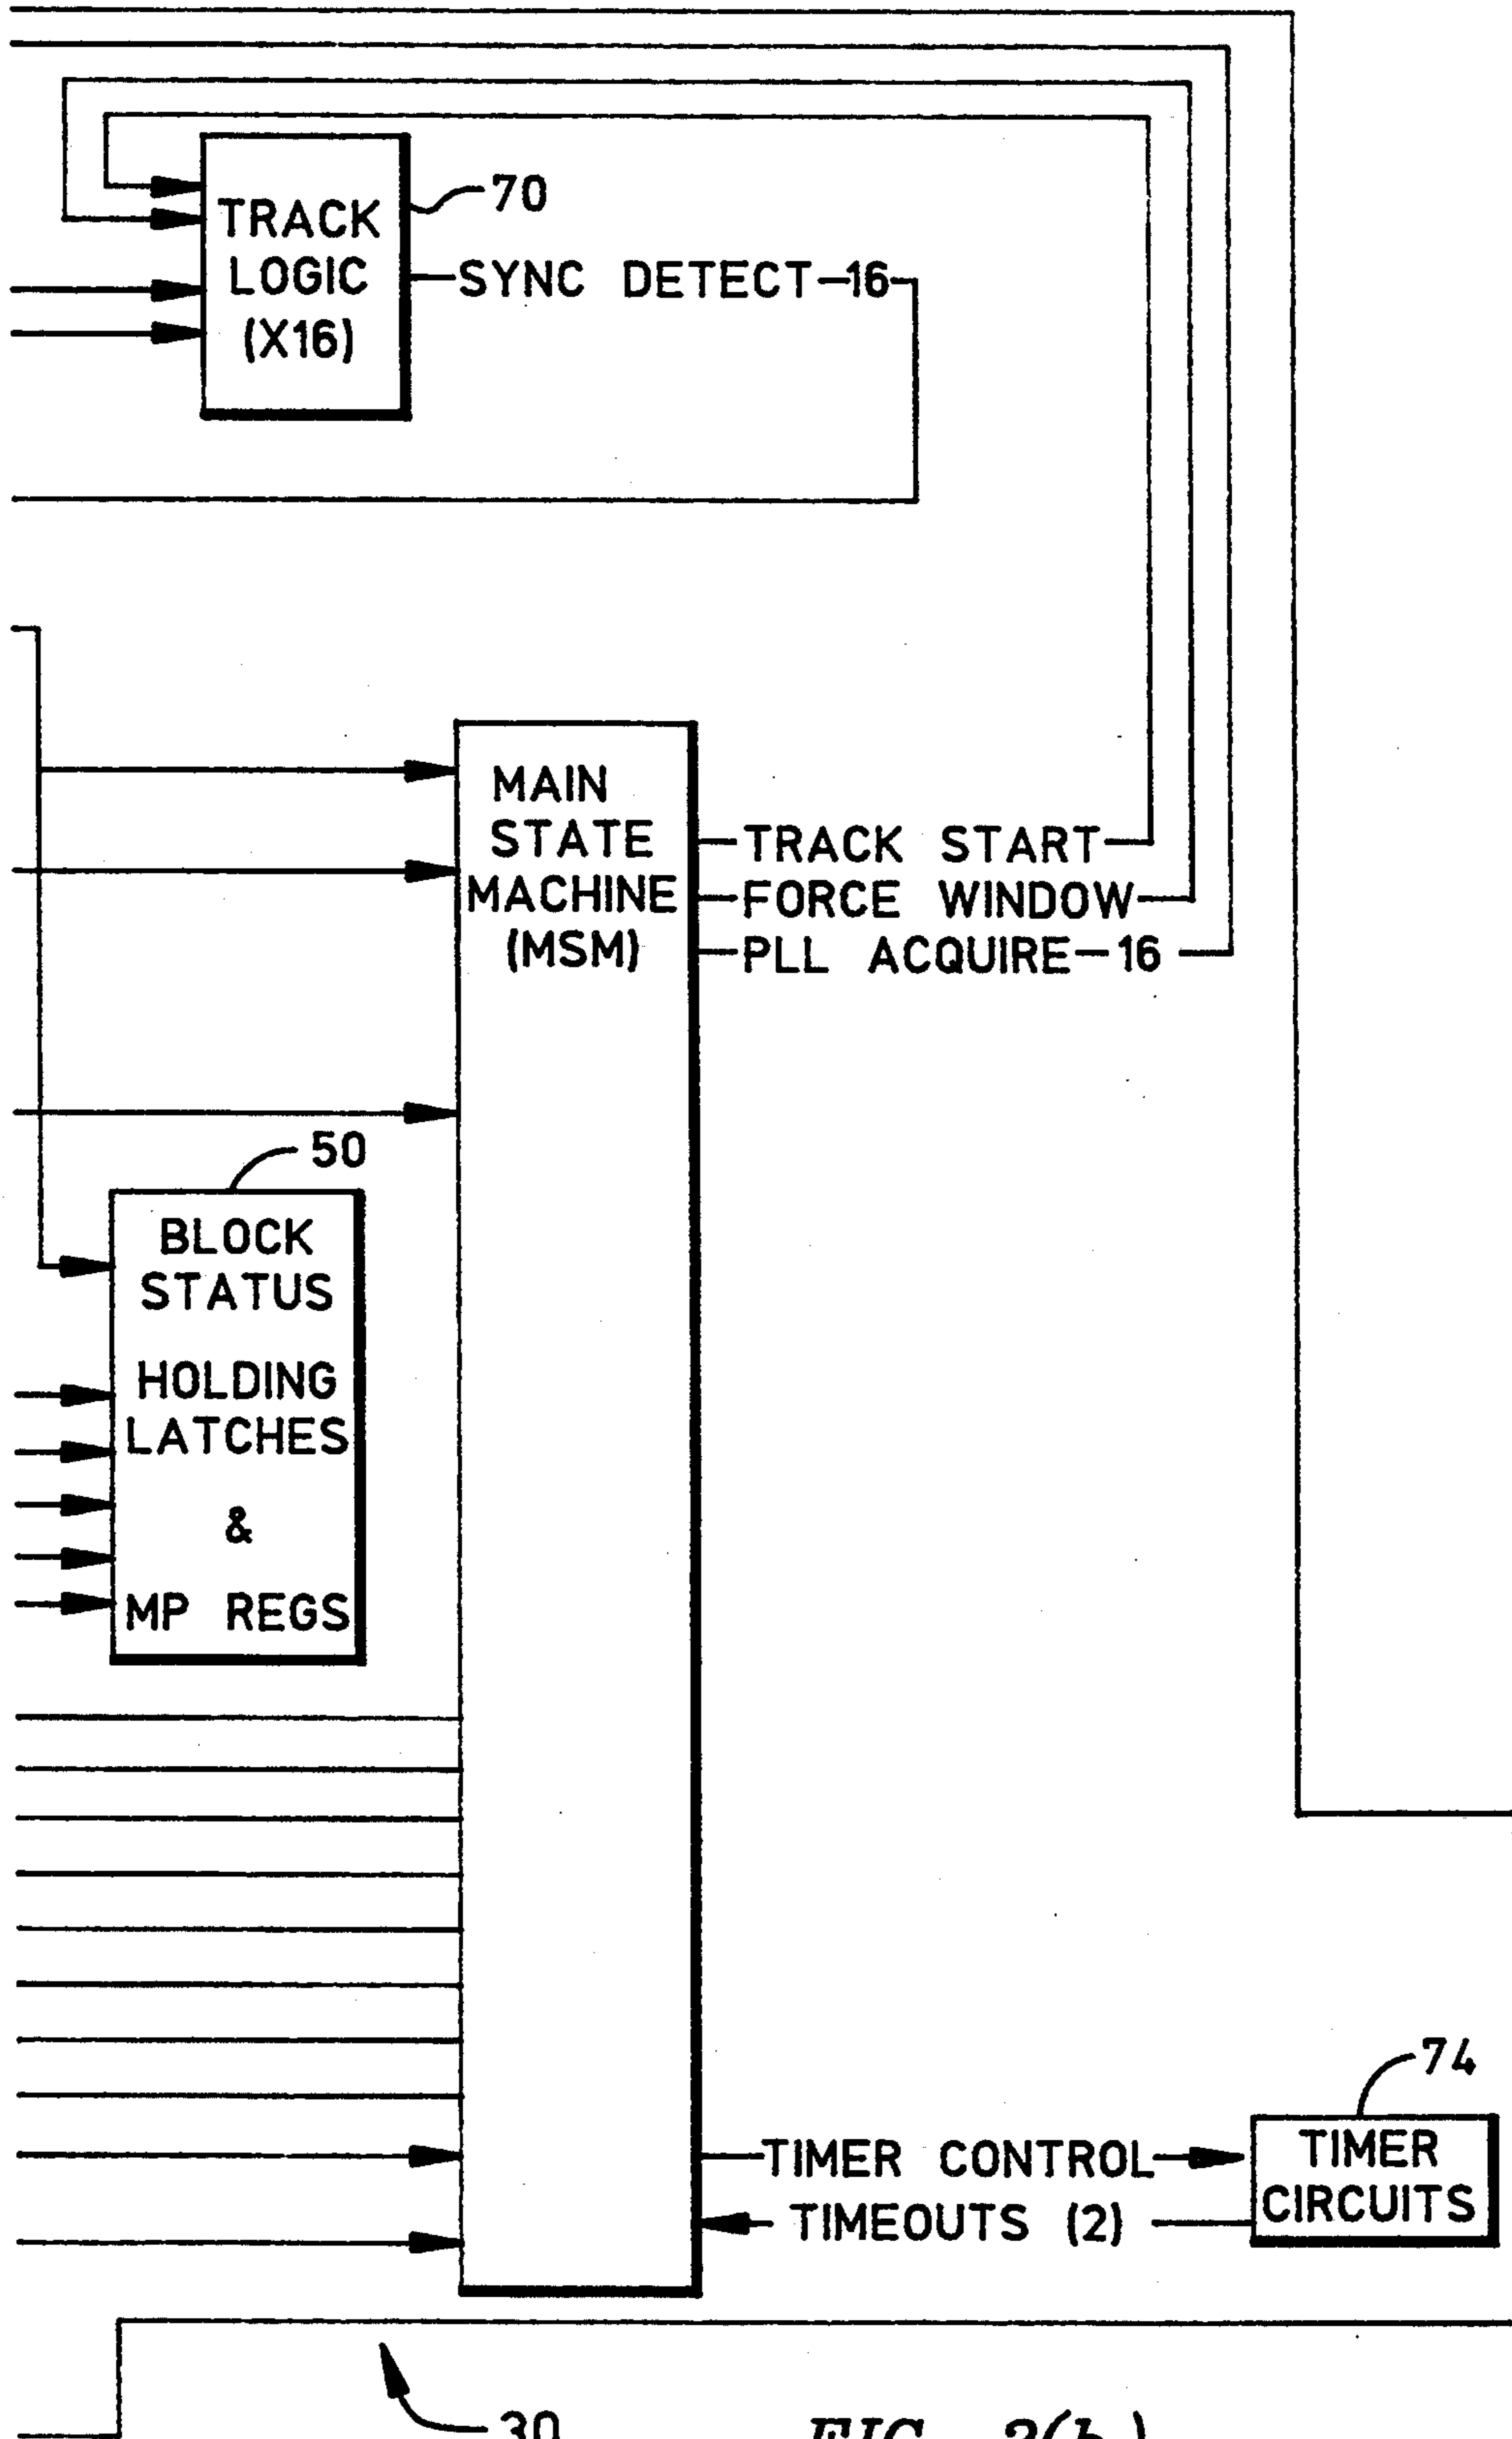 70
TRACK
LOGIC
(X16)
SYNC DETECT-16
MAIN
STATE
MACHINE
(MSM)
TRACK START
FORCE WINDOW
PLL ACQUIRE-16
50
BLOCK
STATUS
HOLDING
LATCHES
&
MP REGS
74
TIMER CONTROL
TIMEOUTS (2)
TIMER
CIRCUITS
30